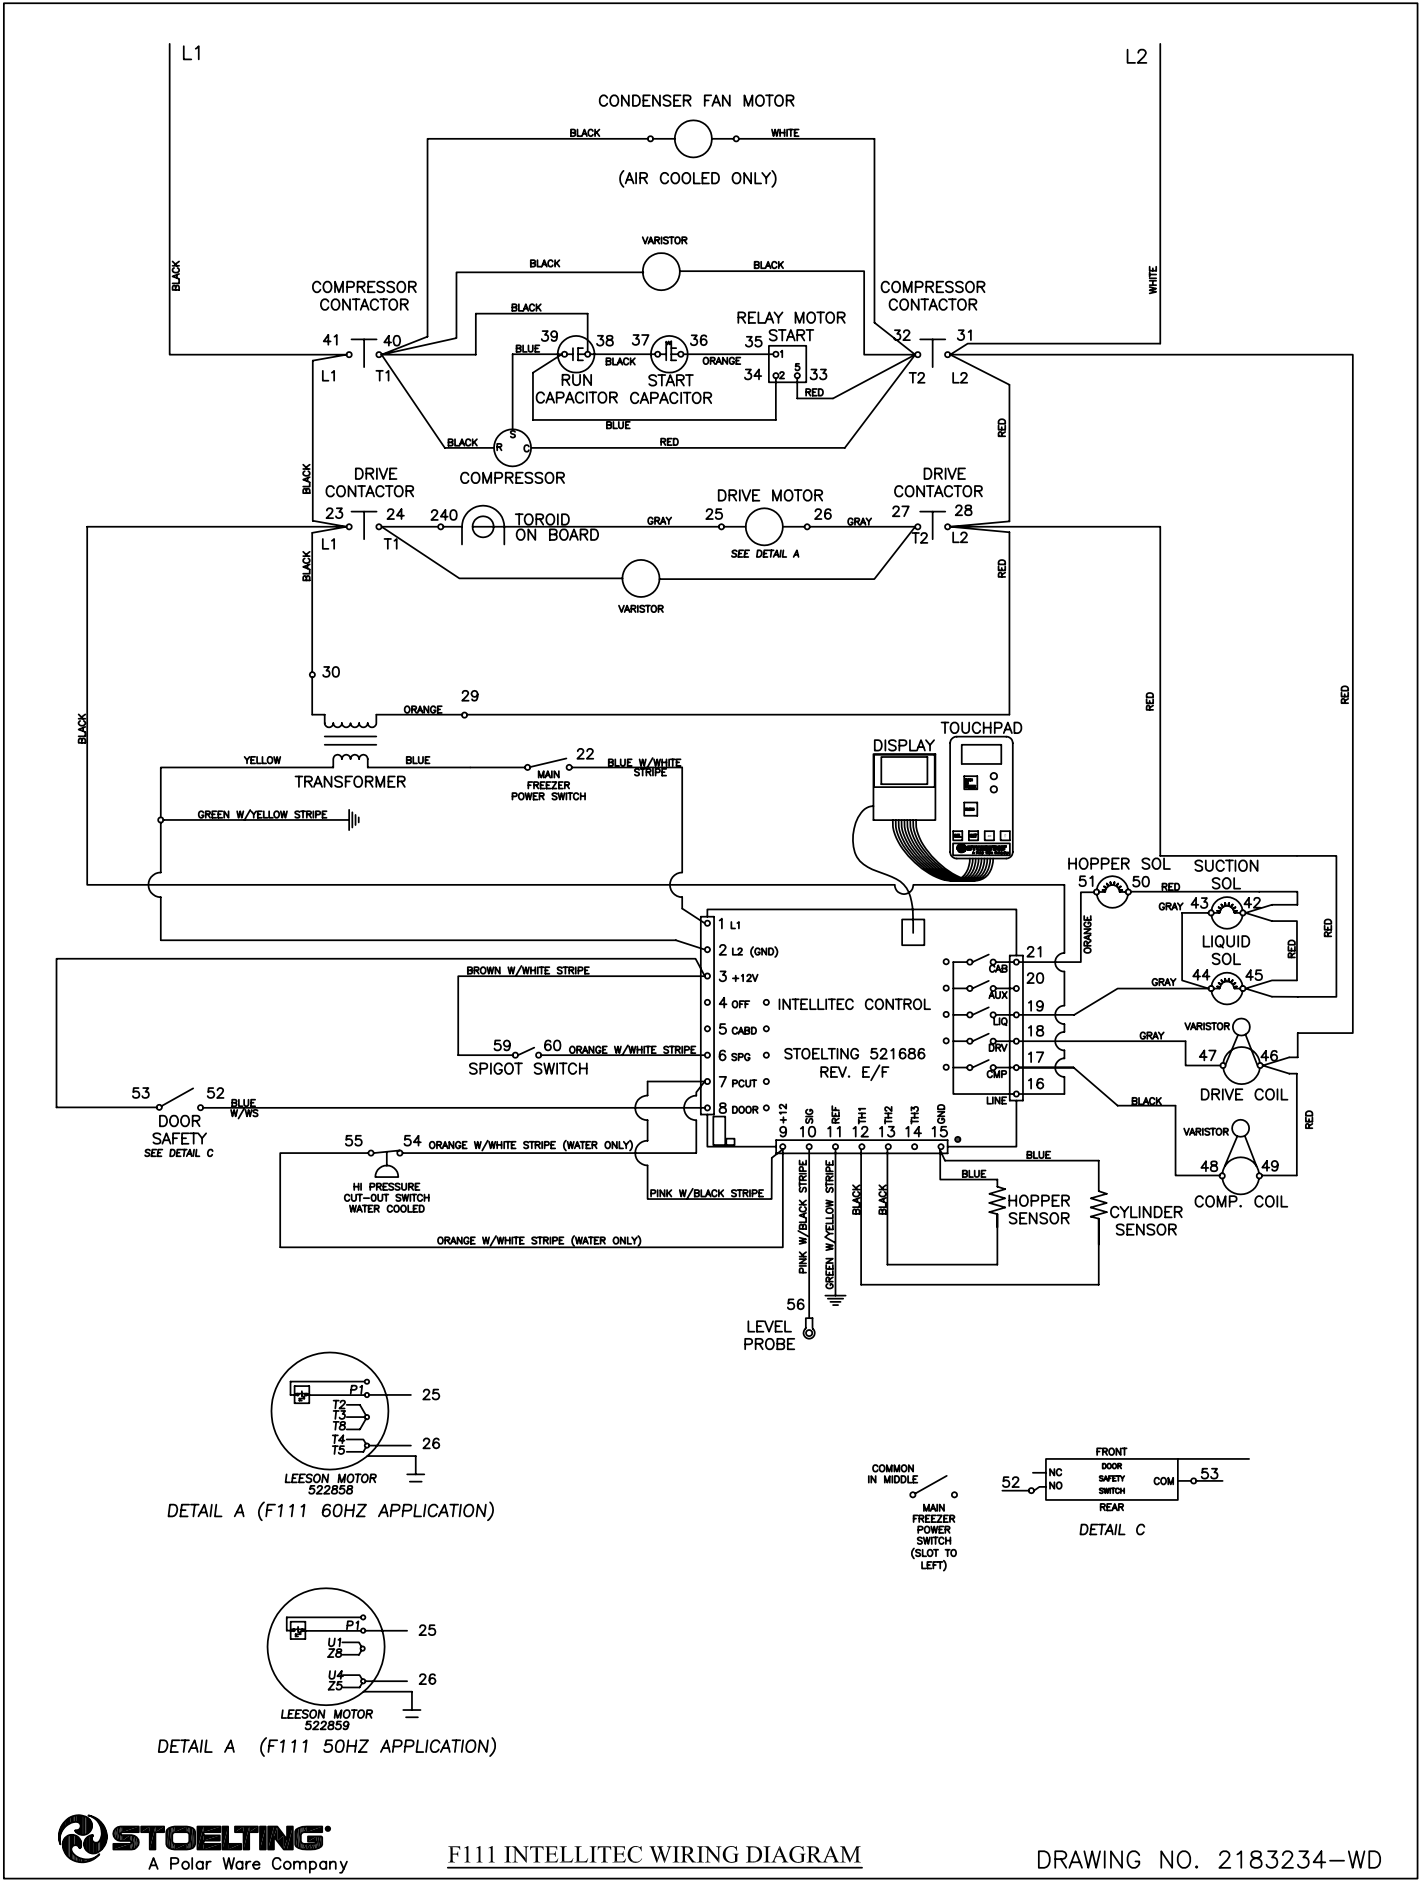 L1
L2
CONDENSER FAN MOTOR
BLACK
WHITE
(AIR COOLED ONLY)
VARISTOR
BLACK
BLACK
BLACK
WHITE
COMPRESSOR
CONTACTOR
COMPRESSOR
CONTACTOR
BLACK
RELAY MOTOR
START
41
40
39
38
37
36
35
32
31
BLUE
BLACK
ORANGE
1
L1
T1
RUN
CAPACITOR
START
CAPACITOR
34
2
5
33
T2
L2
RED
BLUE
S
R
C
BLACK
RED
RED
COMPRESSOR
BLACK
DRIVE
CONTACTOR
DRIVE MOTOR
DRIVE
CONTACTOR
23
24
240
TOROID
ON BOARD
GRAY
25
26
GRAY
27
28
L1
T1
SEE DETAIL A
T2
L2
BLACK
RED
VARISTOR
30
29
ORANGE
RED
RED
BLACK
TOUCHPAD
DISPLAY
YELLOW
BLUE
22
BLUE W/WHITE
STRIPE
TRANSFORMER
MAIN
FREEZER
POWER SWITCH
GREEN W/YELLOW STRIPE
HOPPER SOL
SUCTION
SOL
51
50
RED
GRAY
43
42
ORANGE
RED
RED
1 L1
2 L2 (GND)
3 +12V
4 OFF
5 CABD
6 SPG
7 PCUT
8 DOOR
INTELLITEC CONTROL
STOELTING 521686
REV. E/F
LIQUID
SOL
21
CAB
20
AUX
19
LIQ
18
DRV
17
CMP
16
LINE
GRAY
44
45
BROWN W/WHITE STRIPE
59
60
ORANGE W/WHITE STRIPE
SPIGOT SWITCH
VARISTOR
GRAY
47
46
DRIVE COIL
53
52
BLUE
W/WS
DOOR
SAFETY
SEE DETAIL C
BLACK
RED
VARISTOR
48
49
COMP. COIL
+12
SIG
REF
TH1
TH2
TH3
GND
9
10
11
12
13
14
15
55
54
ORANGE W/WHITE STRIPE (WATER ONLY)
HI PRESSURE
CUT-OUT SWITCH
WATER COOLED
BLUE
BLUE
PINK W/BLACK STRIPE
PINK W/BLACK STRIPE
GREEN W/YELLOW STRIPE
BLACK
BLACK
HOPPER
SENSOR
CYLINDER
SENSOR
ORANGE W/WHITE STRIPE (WATER ONLY)
56
LEVEL
PROBE
P1
25
T2
T3
T8
T4
T5
26
LEESON MOTOR
522858
DETAIL A (F111 60HZ APPLICATION)
COMMON
IN MIDDLE
MAIN
FREEZER
POWER
SWITCH
(SLOT TO
LEFT)
FRONT
52
NC
NO
DOOR
SAFETY
SWITCH
COM
53
REAR
DETAIL C
P1
25
U1
Z8
U4
Z5
26
LEESON MOTOR
522859
DETAIL A (F111 50HZ APPLICATION)
STOELTING
A Polar Ware Company
F111 INTELLITEC WIRING DIAGRAM
DRAWING NO. 2183234-WD